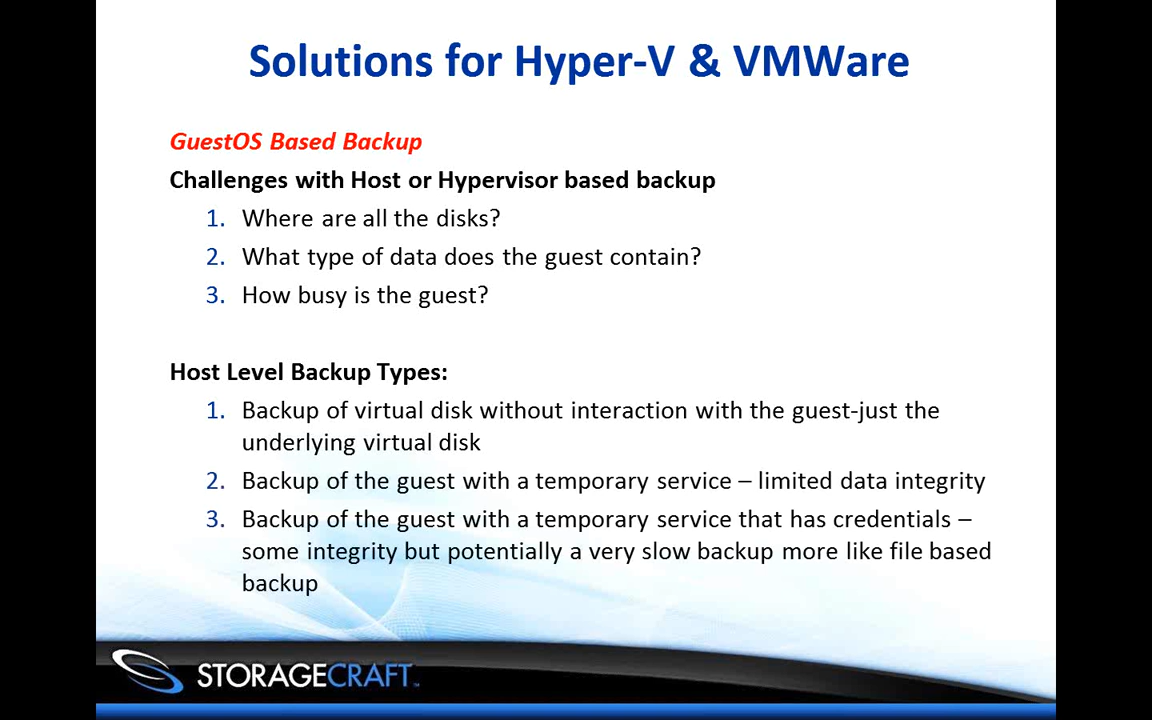 Solutions for Hyper-V & VMWare
GuestOS Based Backup
Challenges with Host or Hypervisor based backup
1. Where are all the disks?
2. What type of data does the guest contain?
3. How busy is the guest?
Host Level Backup Types:
1. Backup of virtual disk without interaction with the guest-just the
underlying virtual disk
2. Backup of the guest with a temporary service – limited data integrity
3. Backup of the guest with a temporary service that has credentials –
some integrity but potentially a very slow backup more like file based
backup
STORAGECRAFT™